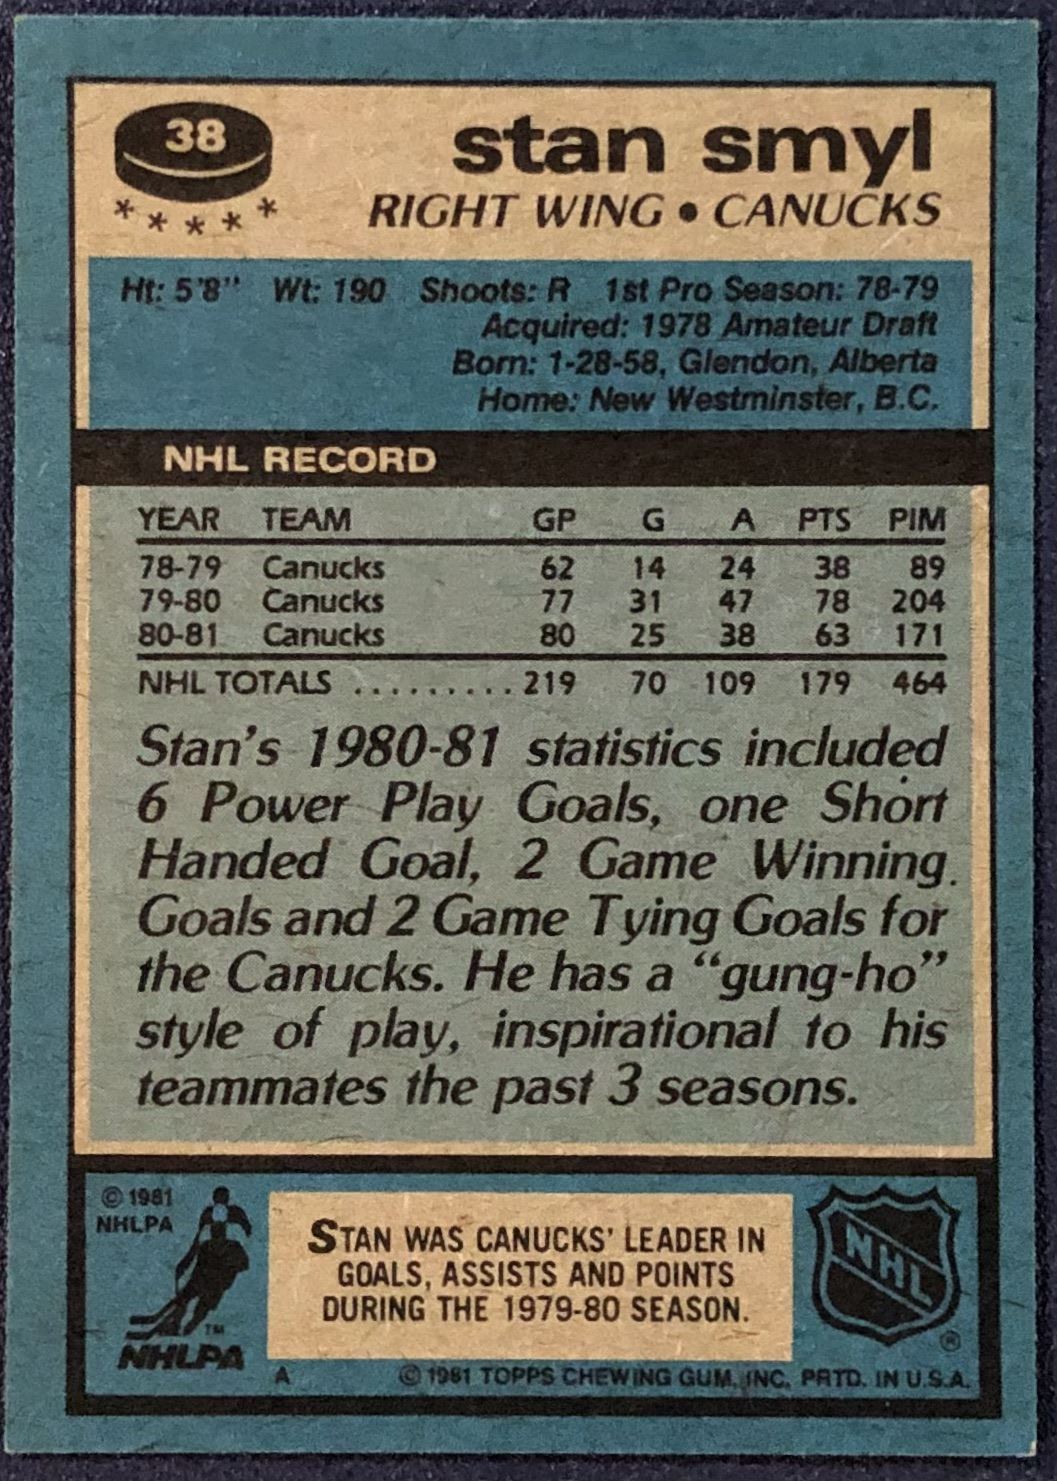 38
stan smyl
RIGHT WING • CANUCKS
Ht: 5'8" Wt: 190 Shoots: R 1st Pro Season: 78-79
Acquired: 1978 Amateur Draft
Born: 1-28-58, Glendon, Alberta
Home: New Westminster, B.C.
NHL RECORD
YEAR TEAM GP G A PTS PIM
78-79 Canucks 62 14 24 38 89
79-80 Canucks 77 31 47 78 204
80-81 Canucks 80 25 38 63 171
NHL TOTALS .......... 219 70 109 179 464
Stan's 1980-81 statistics included
6 Power Play Goals, one Short
Handed Goal, 2 Game Winning
Goals and 2 Game Tying Goals for
the Canucks. He has a "gung-ho"
style of play, inspirational to his
teammates the past 3 seasons.
© 1981
NHLPA
STAN WAS CANUCKS' LEADER IN
GOALS, ASSISTS AND POINTS
DURING THE 1979-80 SEASON.
NHL
®
TM
NHLPA
A © 1981 TOPPS CHEWING GUM, INC. PRTD. IN U.S.A.